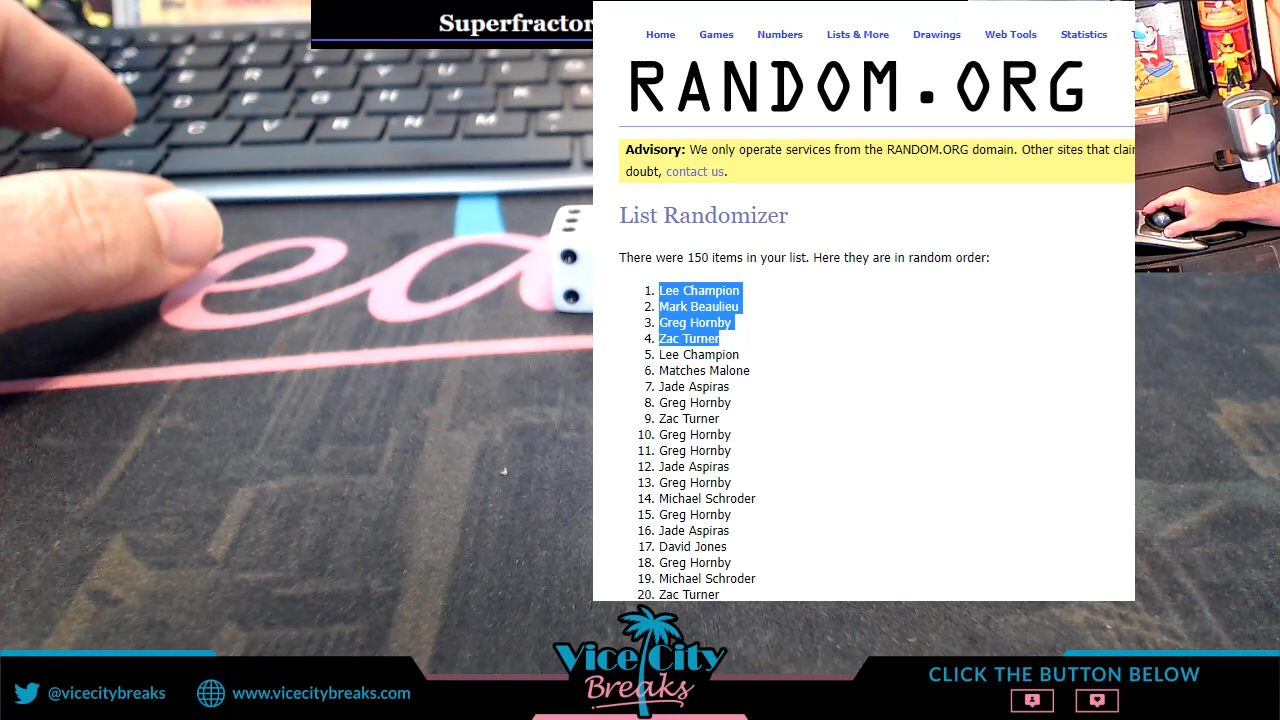 Superfractor
Home Games Numbers Lists & More Drawings Web Tools Statistics
RANDOM.ORG
Advisory: We only operate services from the RANDOM.ORG domain. Other sites that
doubt, contact us.
List Randomizer
There were 150 items in your list. Here they are in random order:
1. Lee Champion
2. Mark Beaulieu
3. Greg Hornby
4. Zac Turner
5. Lee Champion
6. Matches Malone
7. Jade Aspiras
8. Greg Hornby
9. Zac Turner
10. Greg Hornby
11. Greg Hornby
12. Jade Aspiras
13. Greg Hornby
14. Michael Schroder
15. Greg Hornby
16. Jade Aspiras
17. David Jones
18. Greg Hornby
19. Michael Schroder
20. Zac Turner
Vice City
Breaks
@vicecitybreaks www.vicecitybreaks.com
CLICK THE BUTTON BELOW